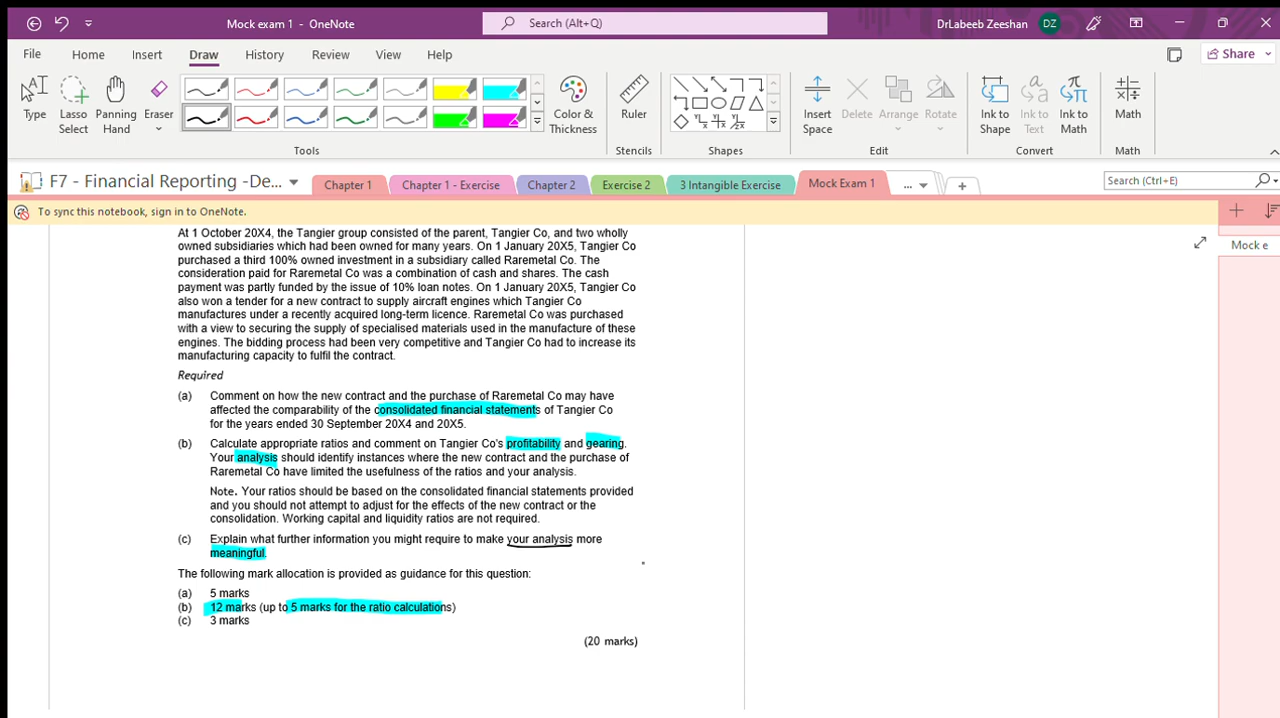 Mock exam 1 - OneNote
Search (Alt+Q)
DrLabeeb Zeeshan
DZ
File
Home
Insert
Draw
History
Review
View
Help
Share
Type
Lasso
Select
Panning
Hand
Eraser
Color &
Thickness
Ruler
Insert
Space
Delete
Arrange
Rotate
Ink to
Shape
Ink to
Text
Ink to
Math
Math
Tools
Stencils
Shapes
Edit
Convert
Math
F7 - Financial Reporting -De...
Chapter 1
Chapter 1 - Exercise
Chapter 2
Exercise 2
3 Intangible Exercise
Mock Exam 1
...
Search (Ctrl+E)
To sync this notebook, sign in to OneNote.
Mock e
At 1 October 20X4, the Tangier group consisted of the parent, Tangier Co, and two wholly
owned subsidiaries which had been owned for many years. On 1 January 20X5, Tangier Co
purchased a third 100% owned investment in a subsidiary called Raremetal Co. The
consideration paid for Raremetal Co was a combination of cash and shares. The cash
payment was partly funded by the issue of 10% loan notes. On 1 January 20X5, Tangier Co
also won a tender for a new contract to supply aircraft engines which Tangier Co
manufactures under a recently acquired long-term licence. Raremetal Co was purchased
with a view to securing the supply of specialised materials used in the manufacture of these
engines. The bidding process had been very competitive and Tangier Co had to increase its
manufacturing capacity to fulfil the contract.
Required
(a) Comment on how the new contract and the purchase of Raremetal Co may have
affected the comparability of the consolidated financial statements of Tangier Co
for the years ended 30 September 20X4 and 20X5.
(b) Calculate appropriate ratios and comment on Tangier Co's profitability and gearing.
Your analysis should identify instances where the new contract and the purchase of
Raremetal Co have limited the usefulness of the ratios and your analysis.
Note. Your ratios should be based on the consolidated financial statements provided
and you should not attempt to adjust for the effects of the new contract or the
consolidation. Working capital and liquidity ratios are not required.
(c) Explain what further information you might require to make your analysis more
meaningful.
The following mark allocation is provided as guidance for this question:
(a) 5 marks
(b) 12 marks (up to 5 marks for the ratio calculations)
(c) 3 marks
(20 marks)